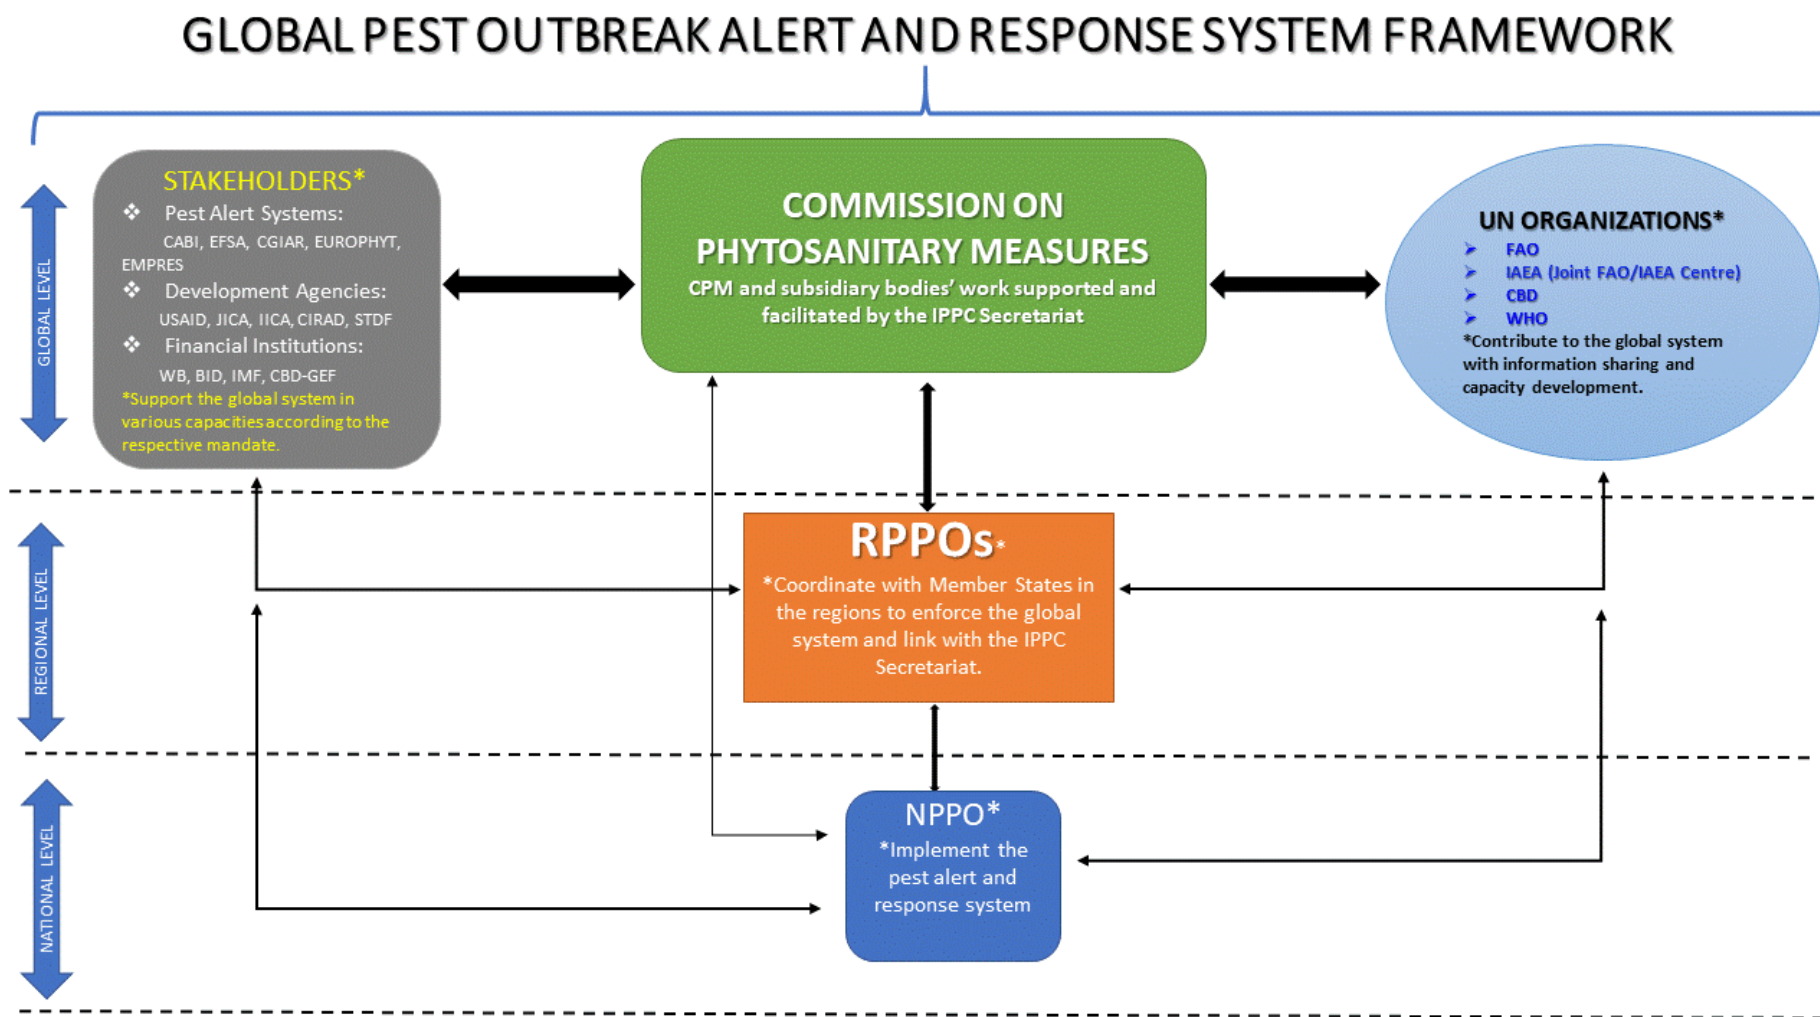 GLOBAL PEST OUTBREAK ALERT AND RESPONSE SYSTEM FRAMEWORK
GLOBAL LEVEL
STAKEHOLDERS*
Pest Alert Systems:
CABI, EFSA, CGIAR, EUROPHYT,
EMPRES
Development Agencies:
USAID, JICA, IICA, CIRAD, STDF
Financial Institutions:
WB, BID, IMF, CBD-GEF
*Support the global system in
various capacities according to the
respective mandate.
COMMISSION ON
PHYTOSANITARY MEASURES
CPM and subsidiary bodies' work supported and
facilitated by the IPPC Secretariat
UN ORGANIZATIONS*
FAO
IAEA (Joint FAO/IAEA Centre)
CBD
WHO
*Contribute to the global system
with information sharing and
capacity development.
REGIONAL LEVEL
RPPOs*
*Coordinate with Member States in
the regions to enforce the global
system and link with the IPPC
Secretariat.
NATIONAL LEVEL
NPPO*
*Implement the
pest alert and
response system